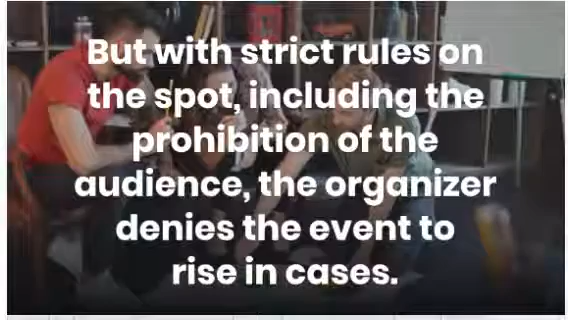 But with strict rules on
the spot, including the
prohibition of the
audience, the organizer
denies the event to
rise in cases.